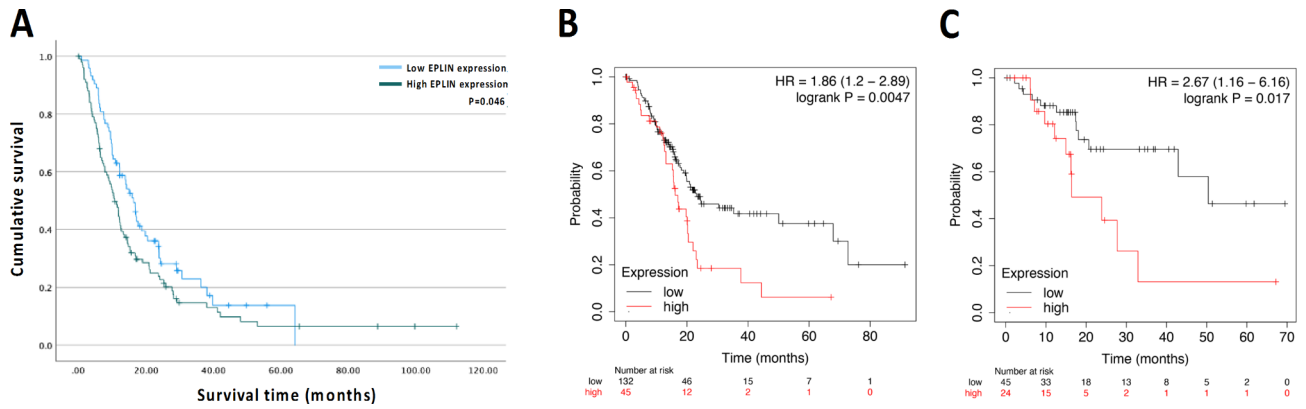 A
Low EPLIN expression
High EPLIN expression
P=0.046
Cumulative survival
1.0
0.8
0.6
0.4
0.2
0.0
.00 20.00 40.00 60.00 80.00 100.00 120.00
Survival time (months)
B
HR = 1.86 (1.2 − 2.89)
logrank P = 0.0047
Probability
1.0
0.8
0.6
0.4
0.2
0.0
Expression
low
high
0 20 40 60 80
Time (months)
Number at risk
low 132 46 15 7 1
high 45 12 2 1 0
C
HR = 2.67 (1.16 − 6.16)
logrank P = 0.017
Probability
1.0
0.8
0.6
0.4
0.2
0.0
Expression
low
high
0 10 20 30 40 50 60 70
Time (months)
Number at risk
low 45 33 18 13 8 5 2 0
high 24 15 5 2 1 1 1 0